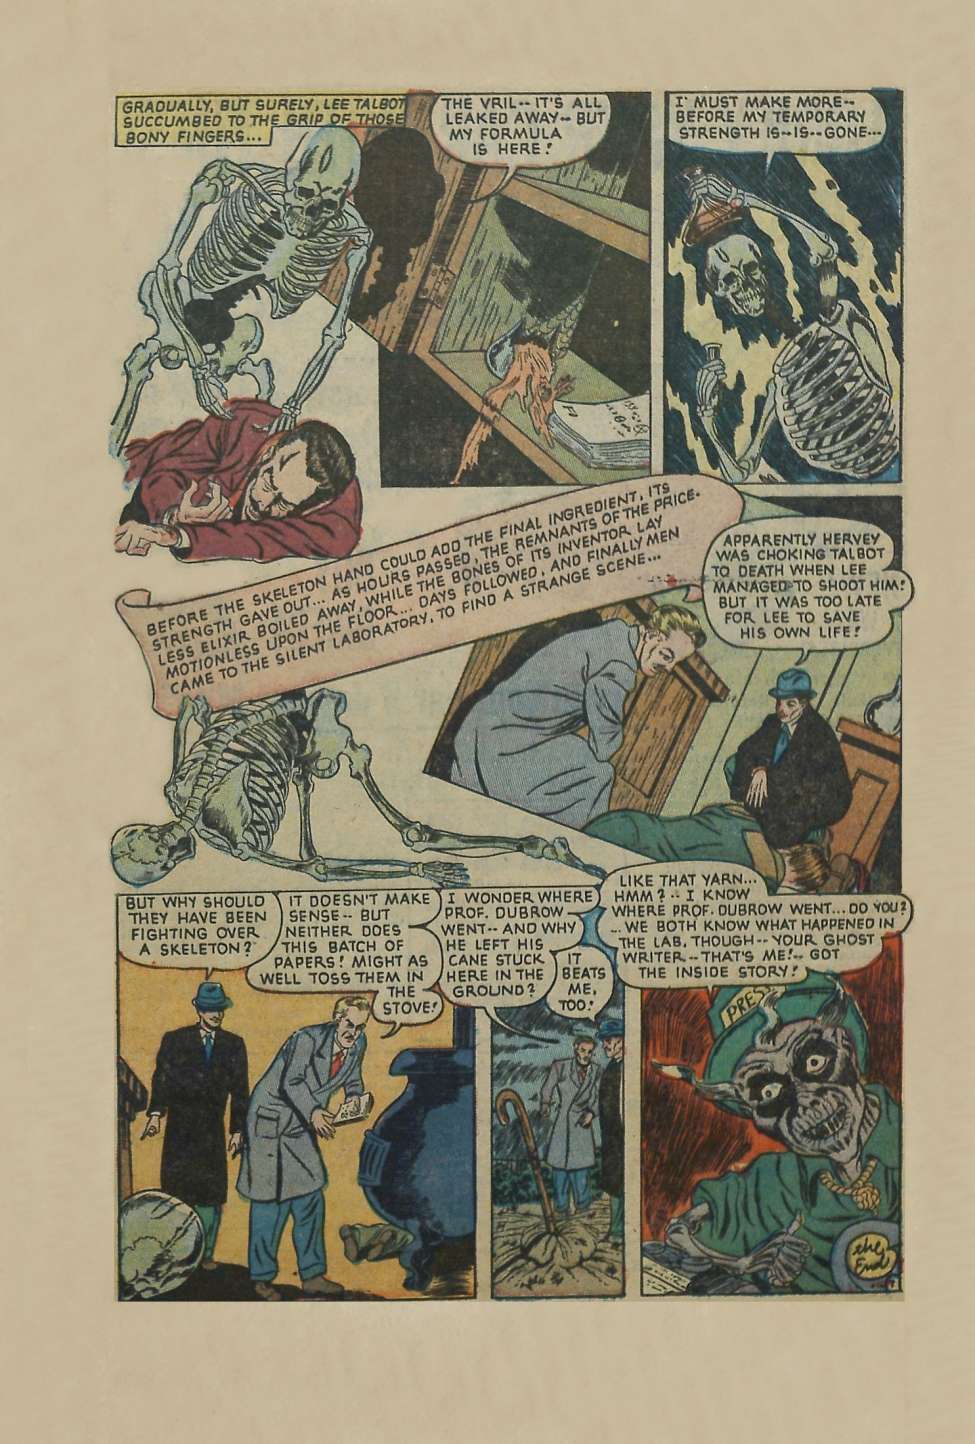 GRADUALLY, BUT SURELY, LEE TALBOT
SUCCUMBED TO THE GRIP OF THOSE
BONY FINGERS...
THE VRIL-- IT'S ALL
LEAKED AWAY-- BUT
MY FORMULA
IS HERE!
I MUST MAKE MORE--
BEFORE MY TEMPORARY
STRENGTH IS--IS--GONE---
BEFORE THE SKELETON HAND COULD ADD THE FINAL INGREDIENT, ITS
STRENGTH GAVE OUT... AS HOURS PASSED, THE REMNANTS OF THE PRICE-
LESS ELIXIR BOILED AWAY, WHILE THE BONES OF ITS INVENTOR LAY
MOTIONLESS UPON THE FLOOR... DAYS FOLLOWED, AND FINALLY MEN
CAME TO THE SILENT LABORATORY, TO FIND A STRANGE SCENE...
APPARENTLY HERVEY
WAS CHOKING TALBOT
TO DEATH WHEN LEE
MANAGED TO SHOOT HIM!
BUT IT WAS TOO LATE
FOR LEE TO SAVE
HIS OWN LIFE!
BUT WHY SHOULD
THEY HAVE BEEN
FIGHTING OVER
A SKELETON?
IT DOESN'T MAKE
SENSE-- BUT
NEITHER DOES
THIS BATCH OF
PAPERS! MIGHT AS
WELL TOSS THEM IN
THE
STOVE!
I WONDER WHERE
PROF. DUBROW
WENT-- AND WHY
HE LEFT HIS
CANE STUCK
HERE IN THE
GROUND?
IT
BEATS
ME,
TOO!
LIKE THAT YARN...
HMM?-- I KNOW
WHERE PROF. DUBROW WENT... DO YOU?
...WE BOTH KNOW WHAT HAPPENED IN
THE LAB, THOUGH-- YOUR GHOST
WRITER--THAT'S ME!-- GOT
THE INSIDE STORY!
PRESS
the
End